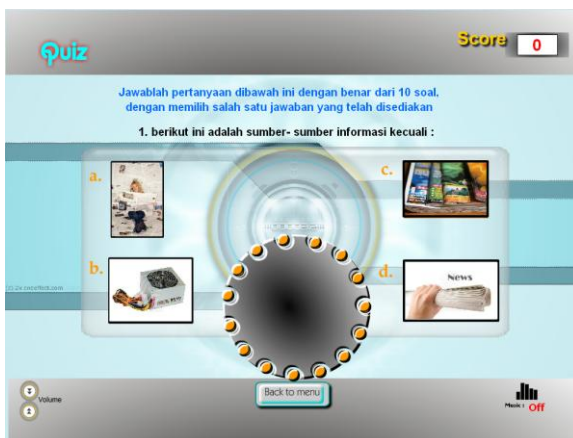 Quiz
Score 0
Jawablah pertanyaan dibawah ini dengan benar dari 10 soal,
dengan memilih salah satu jawaban yang telah disediakan
1. berikut ini adalah sumber- sumber informasi kecuali :
a.
c.
b.
d.
News
Volume
Back to menu
Music : Off